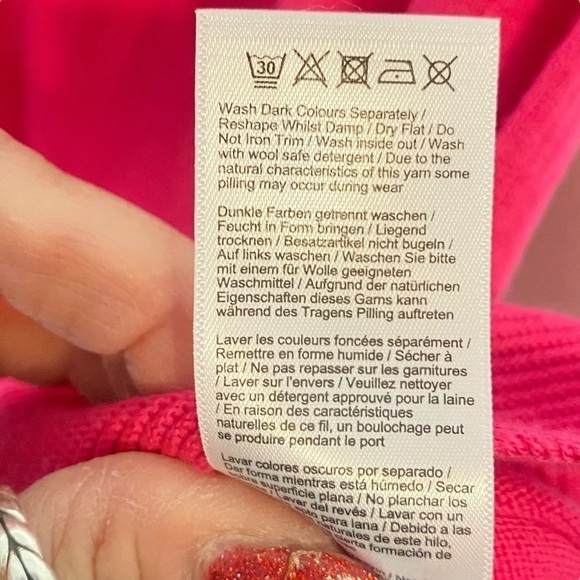 30
Wash Dark Colours Separately /
Reshape Whilst Damp / Dry Flat / Do
Not Iron Trim / Wash inside out / Wash
with wool safe detergent / Due to the
natural characteristics of this yarn some
pilling may occur during wear
Dunkle Farben getrennt waschen /
Feucht in Form bringen / Liegend
trocknen / Besatzartikel nicht bugeln /
Auf links waschen / Waschen Sie bitte
mit einem für Wolle geeigneten
Waschmittel / Aufgrund der natürlichen
Eigenschaften dieses Garns kann
während des Tragens Pilling auftreten
Laver les couleurs foncées séparément /
Remettre en forme humide / Sécher à
plat / Ne pas repasser sur les garnitures
/ Laver sur l'envers / Veuillez nettoyer
avec un détergent approuvé pour la laine
/ En raison des caractéristiques
naturelles de ce fil, un boulochage peut
se produire pendant le port
Lavar colores oscuros por separado /
Dar forma mientras está húmedo / Secar
superficie plana / No planchar los
/ Lavar del revés / Lavar con un
para lana / Debido a las
de este hilo,
formación de